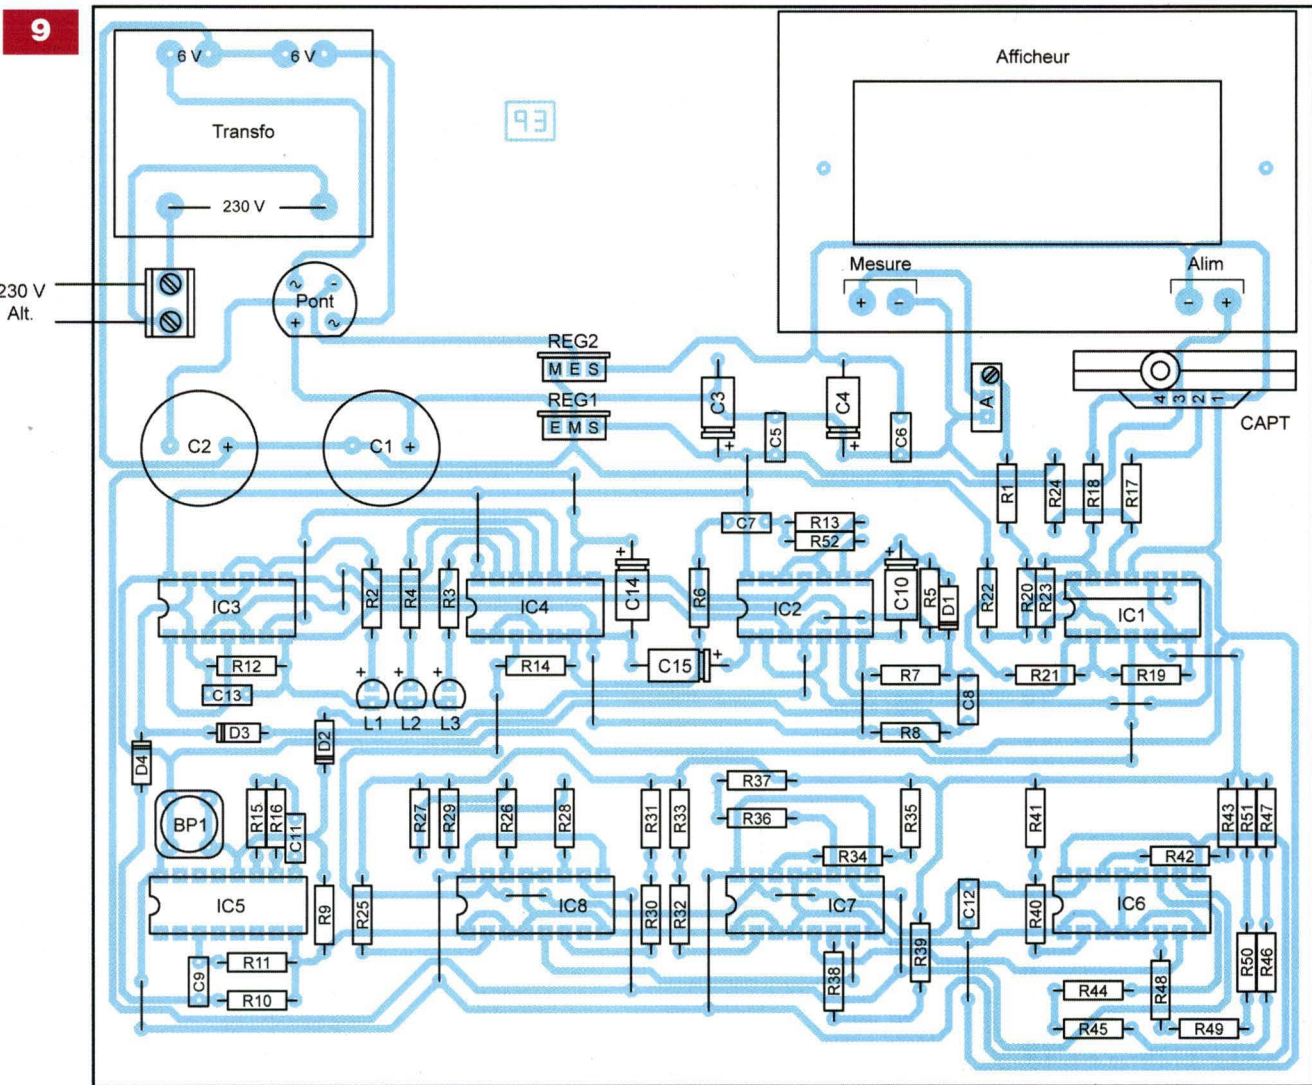 9
6 V 6 V
Afficheur
Transfo
93
230 V
Mesure Alim
+ - - +
230 V
Alt.
~ -
Pont
+ ~
REG2
M E S
REG1
E M S
4 3 2 1
A
CAPT
C3 C4
C5 C6
+ +
C2 + C1 +
R1 R24 R18 R17
C7 R13
R52
+ +
IC3 R2 R4 R3 IC4 C14 R6 IC2 C10 R5 D1 R22 R20 R23 IC1
R12 R14 C15 + R7 R21 R19
C13 + + + C8
L1 L2 L3
D3 D2 R8
D4
R37
BP1 R15 R16 C11 R27 R29 R26 R28 R31 R33 R36 R35 R41 R43 R51 R47
R34 R42
IC5 R9 R25 IC8 R30 R32 IC7 C12 R40 IC6
R39
C9 R11 R38 R48 R50 R46
R10 R44
R45 R49